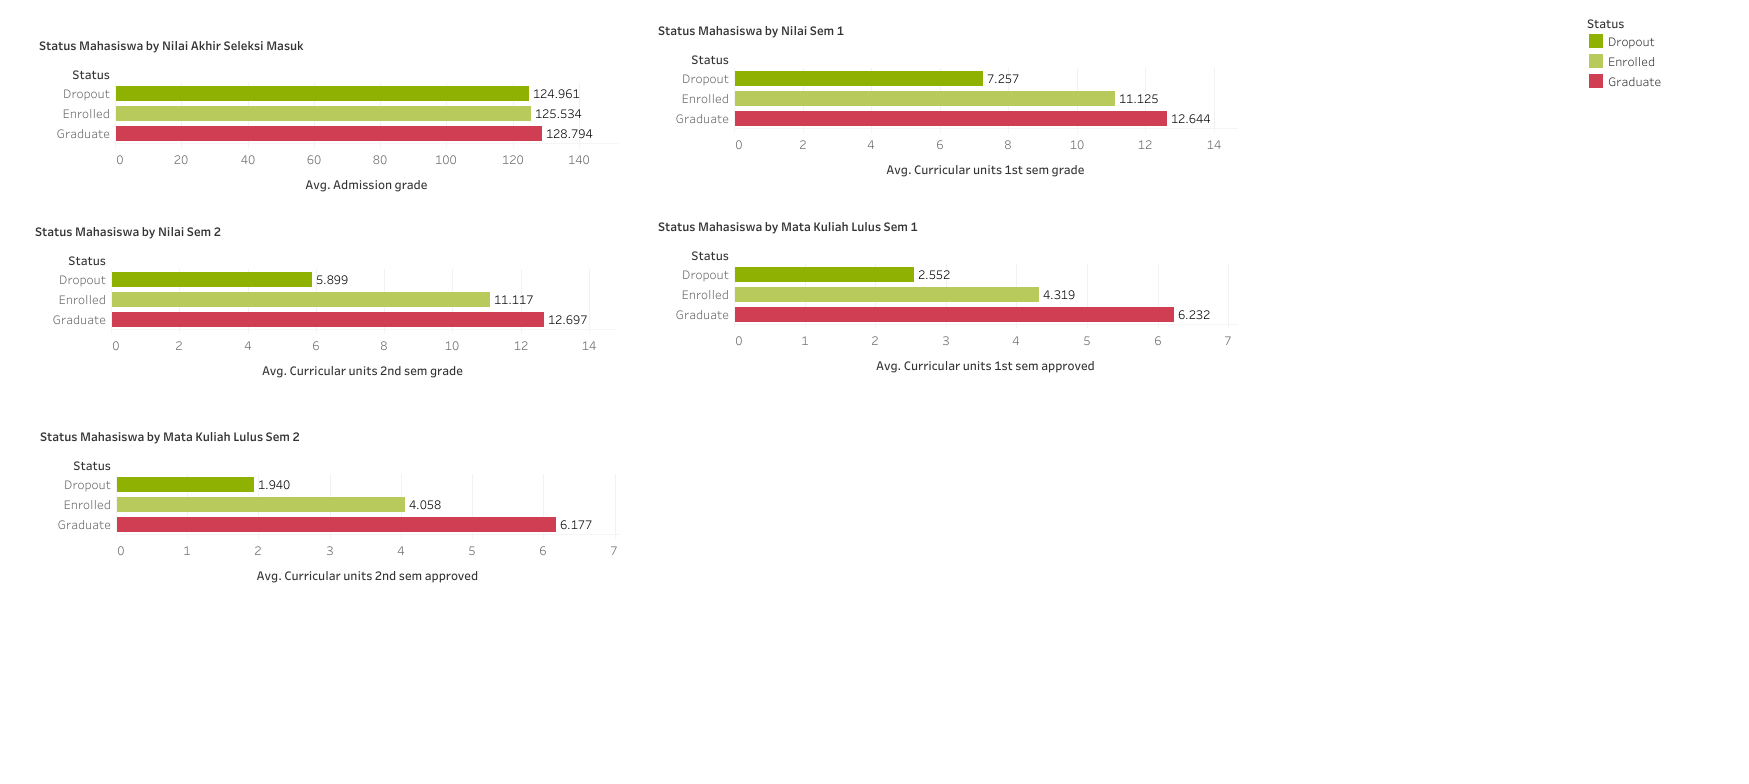 Status Mahasiswa by Nilai Akhir Seleksi Masuk
Status
Dropout 124.961
Enrolled 125.534
Graduate 128.794
0 20 40 60 80 100 120 140
Avg. Admission grade
Status Mahasiswa by Nilai Sem 1
Status
Dropout 7.257
Enrolled 11.125
Graduate 12.644
0 2 4 6 8 10 12 14
Avg. Curricular units 1st sem grade
Status
Dropout
Enrolled
Graduate
Status Mahasiswa by Nilai Sem 2
Status
Dropout 5.899
Enrolled 11.117
Graduate 12.697
0 2 4 6 8 10 12 14
Avg. Curricular units 2nd sem grade
Status Mahasiswa by Mata Kuliah Lulus Sem 1
Status
Dropout 2.552
Enrolled 4.319
Graduate 6.232
0 1 2 3 4 5 6 7
Avg. Curricular units 1st sem approved
Status Mahasiswa by Mata Kuliah Lulus Sem 2
Status
Dropout 1.940
Enrolled 4.058
Graduate 6.177
0 1 2 3 4 5 6 7
Avg. Curricular units 2nd sem approved